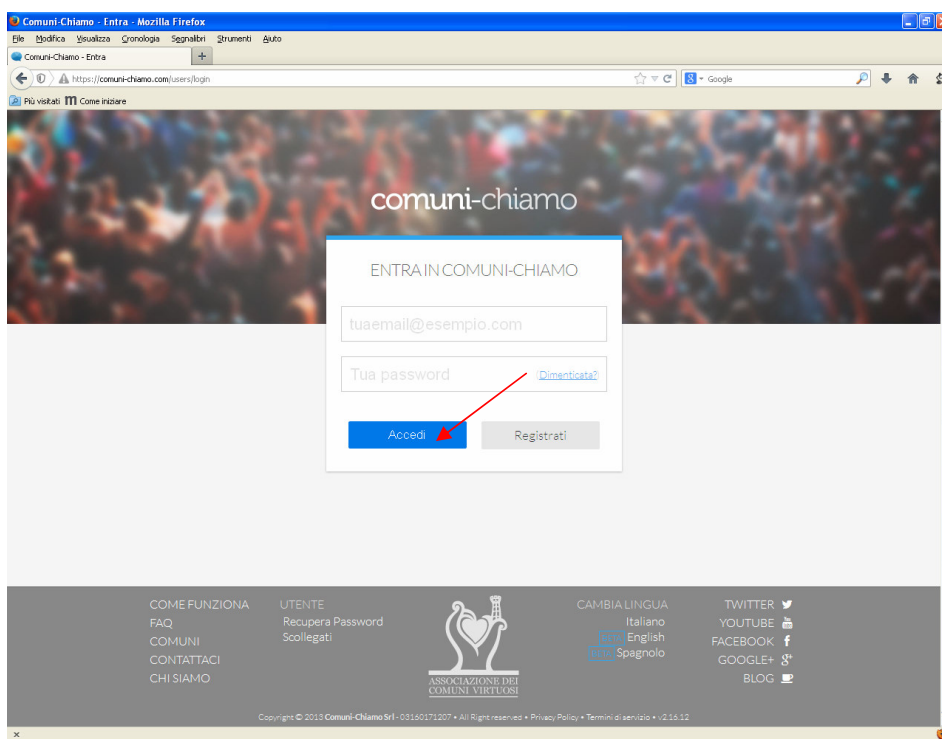 Comuni-Chiamo - Entra - Mozilla Firefox
File Modifica Visualizza Cronologia Segnalibri Strumenti Aiuto
Comuni-Chiamo - Entra
https://comuni-chiamo.com/users/login
Google
Più visitati Come iniziare
comuni-chiamo
ENTRA IN COMUNI-CHIAMO
tuaemail@esempio.com
Tua password (Dimenticata?)
Accedi Registrati
COME FUNZIONA UTENTE CAMBIA LINGUA TWITTER
FAQ Recupera Password Italiano YOUTUBE
COMUNI Scollegati English FACEBOOK
CONTATTACI Spagnolo GOOGLE+
CHI SIAMO BLOG
ASSOCIAZIONE DEI
COMUNI VIRTUOSI
Copyright © 2013 Comuni-Chiamo Srl - 03160171207 • All Right reserved • Privacy Policy • Termini di servizio • v2.16.12